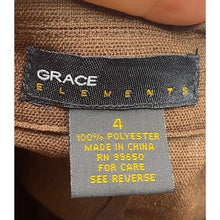 GRACE
ELEMENTS
4
100% POLYESTER
MADE IN CHINA
RN 99650
FOR CARE
SEE REVERSE